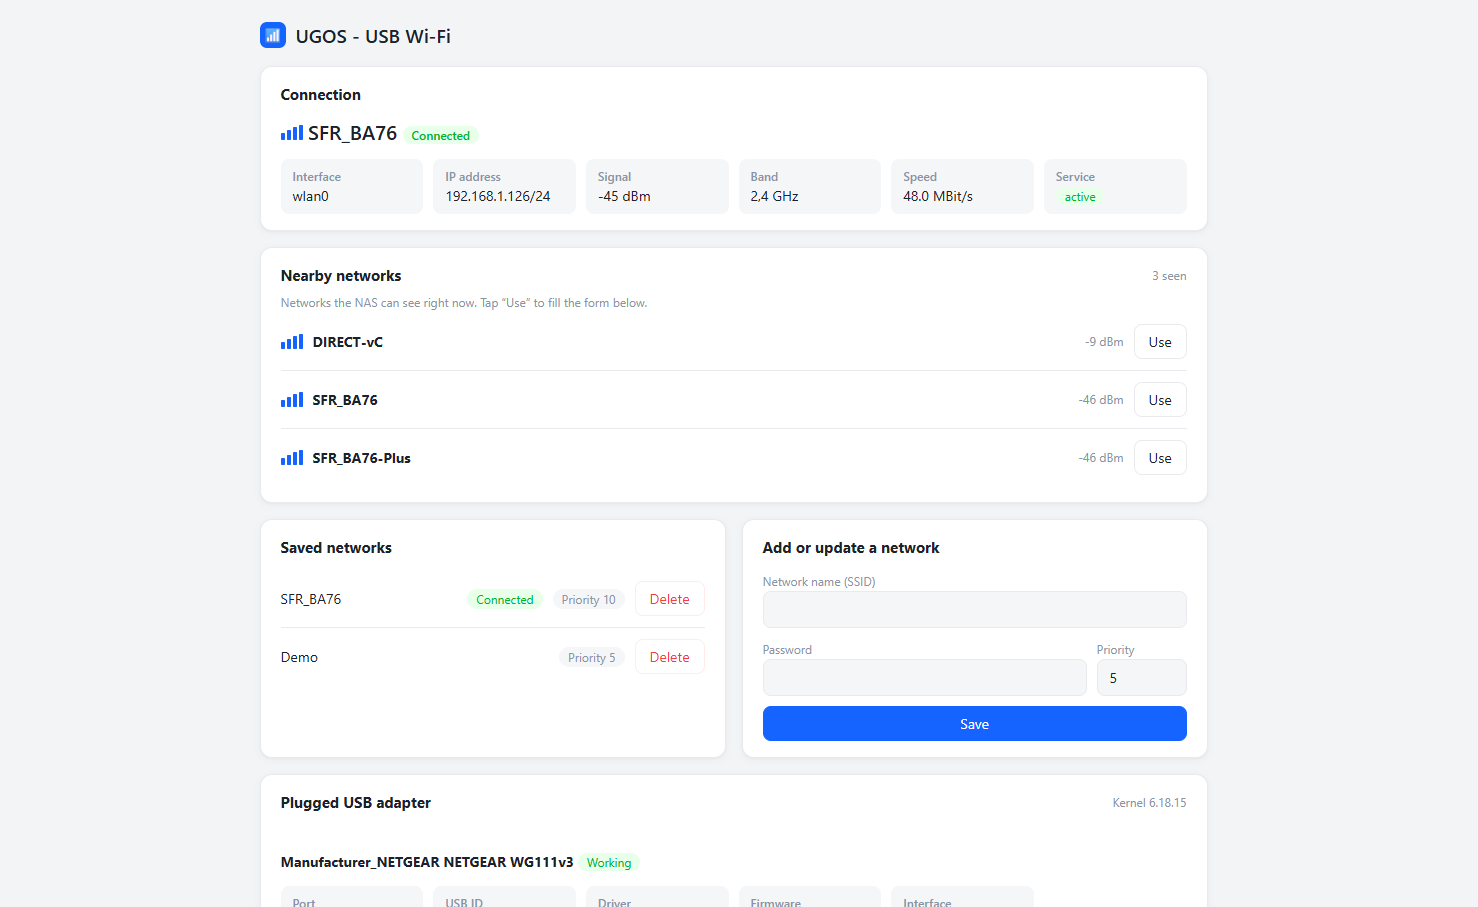 UGOS - USB Wi-Fi
Connection
SFR_BA76 Connected
Interface
wlan0
IP address
192.168.1.126/24
Signal
-45 dBm
Band
2,4 GHz
Speed
48.0 MBit/s
Service
active
Nearby networks
3 seen
Networks the NAS can see right now. Tap “Use” to fill the form below.
DIRECT-vC -9 dBm Use
SFR_BA76 -46 dBm Use
SFR_BA76-Plus -46 dBm Use
Saved networks
SFR_BA76 Connected Priority 10 Delete
Demo Priority 5 Delete
Add or update a network
Network name (SSID)
Password
Priority
5
Save
Plugged USB adapter
Kernel 6.18.15
Manufacturer_NETGEAR NETGEAR WG111v3 Working
Port
USB ID
Driver
Firmware
Interface